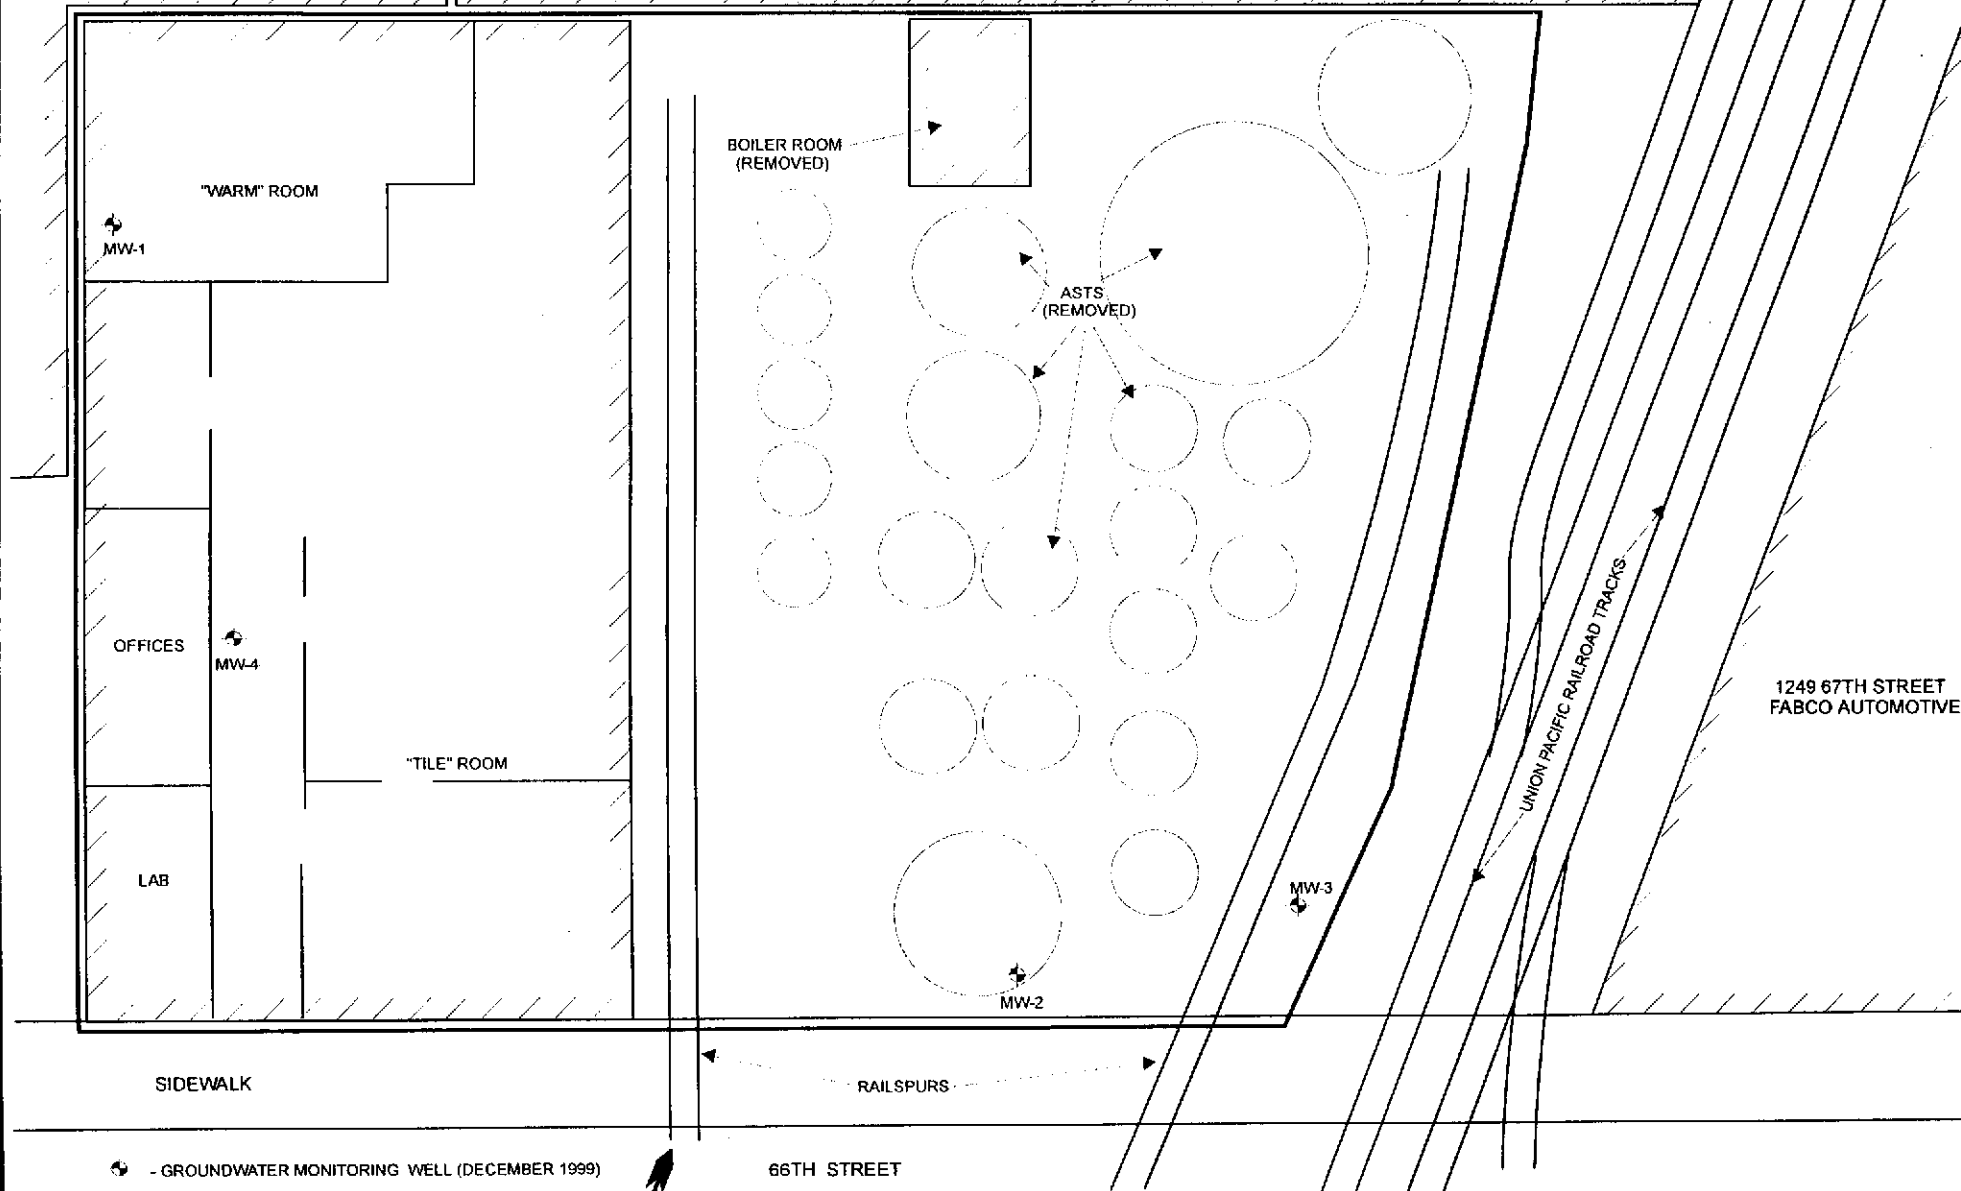 BOILER ROOM
(REMOVED)
"WARM" ROOM
MW-1
ASTS
(REMOVED)
UNION PACIFIC RAILROAD TRACKS
OFFICES
MW-4
1249 67TH STREET
FABCO AUTOMOTIVE
"TILE" ROOM
LAB
MW-3
MW-2
SIDEWALK
RAILSPURS
- GROUNDWATER MONITORING WELL (DECEMBER 1999)
66TH STREET